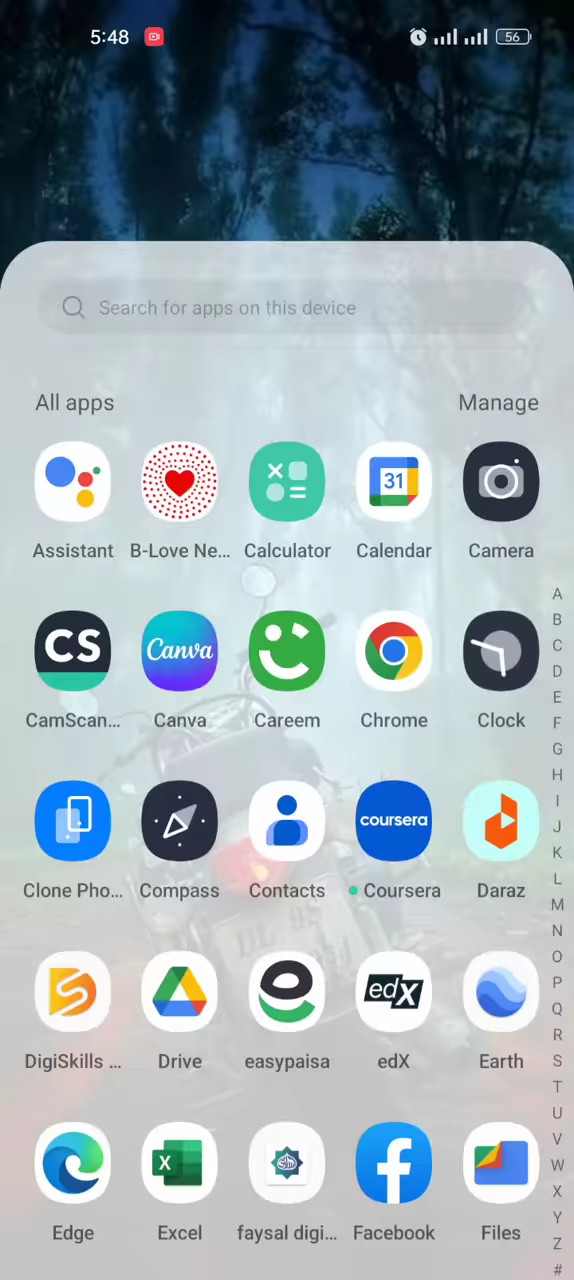 5:48 56
Search for apps on this device
All apps Manage
31
Assistant B-Love Ne... Calculator Calendar Camera
A
B
CS Canva
C
D
E
CamScan... Canva Careem Chrome Clock
F
G
H
I
coursera
J
K
Clone Pho... Compass Contacts Coursera Daraz
L
M
N
O
edX
P
Q
R
DigiSkills ... Drive easypaisa edX Earth
S
T
U
V
X
W
X
Y
Edge Excel faysal digi... Facebook Files
Z
#